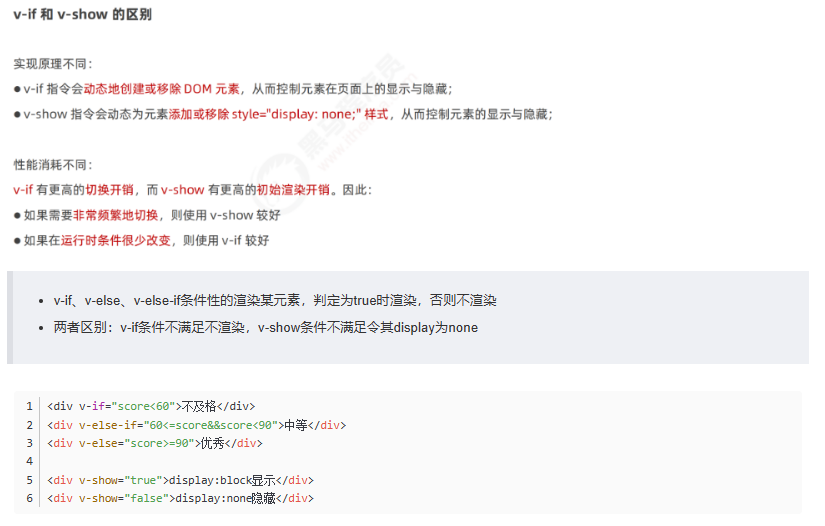 v-if 和 v-show 的区别
实现原理不同：
● v-if 指令会动态地创建或移除 DOM 元素，从而控制元素在页面上的显示与隐藏；
● v-show 指令会动态为元素添加或移除 style="display: none;" 样式，从而控制元素的显示与隐藏；
性能消耗不同：
v-if 有更高的切换开销，而 v-show 有更高的初始渲染开销。因此：
● 如果需要非常频繁地切换，则使用 v-show 较好
● 如果在运行时条件很少改变，则使用 v-if 较好
• v-if、v-else、v-else-if条件性的渲染某元素，判定为true时渲染，否则不渲染
• 两者区别：v-if条件不满足不渲染，v-show条件不满足令其display为none
1 <div v-if="score<60">不及格</div>
2 <div v-else-if="60<=score&&score<90">中等</div>
3 <div v-else="score>=90">优秀</div>
4
5 <div v-show="true">display:block显示</div>
6 <div v-show="false">display:none隐藏</div>